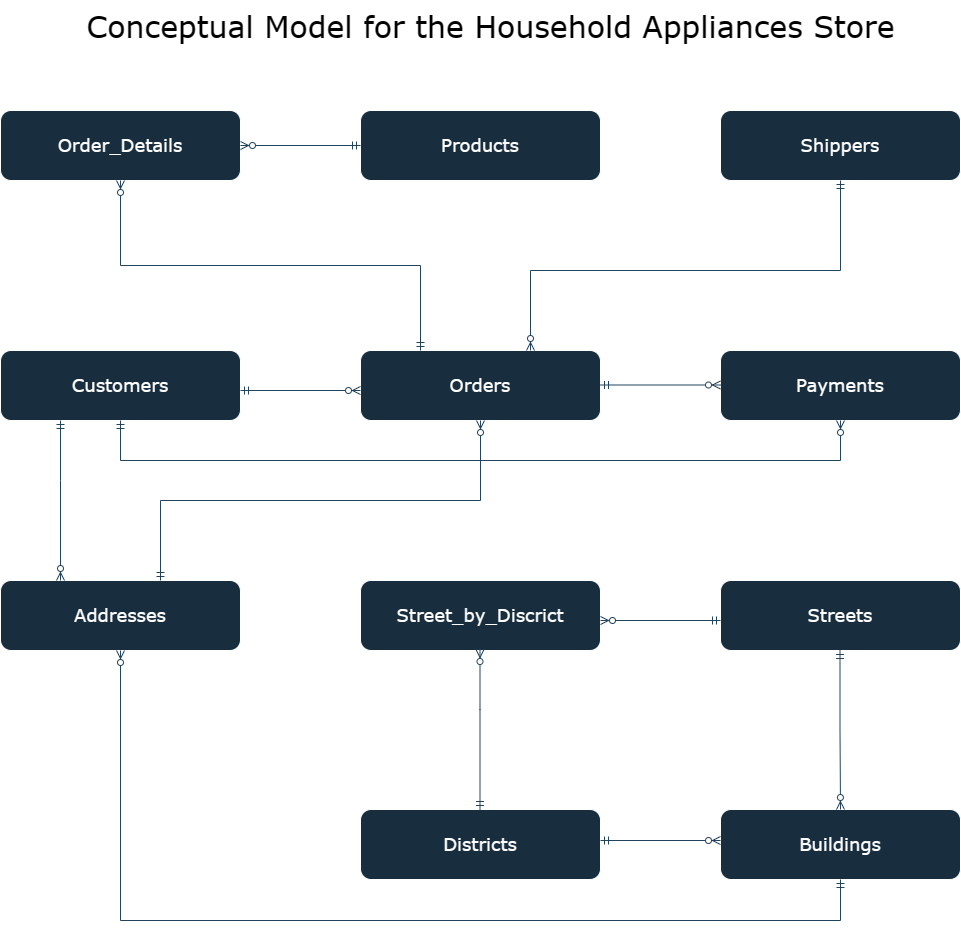 Conceptual Model for the Household Appliances Store
Order_Details
Products
Shippers
Customers
Orders
Payments
Addresses
Street_by_Discrict
Streets
Districts
Buildings